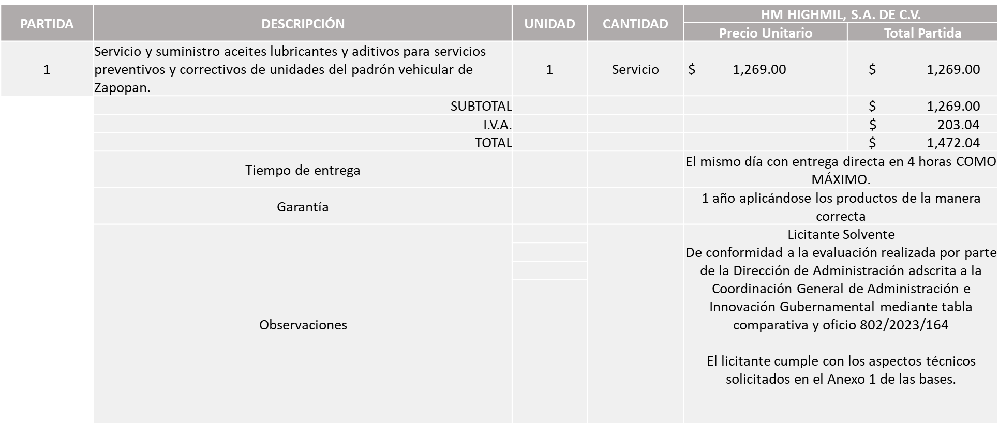 PARTIDA DESCRIPCIÓN UNIDAD CANTIDAD HM HIGHMIL, S.A. DE C.V.
Precio Unitario Total Partida
1 Servicio y suministro aceites lubricantes y aditivos para servicios
preventivos y correctivos de unidades del padrón vehicular de
Zapopan. 1 Servicio $ 1,269.00 $ 1,269.00
SUBTOTAL $ 1,269.00
I.V.A. $ 203.04
TOTAL $ 1,472.04
Tiempo de entrega El mismo día con entrega directa en 4 horas COMO
MÁXIMO.
Garantía 1 año aplicándose los productos de la manera
correcta
Observaciones Licitante Solvente
De conformidad a la evaluación realizada por parte
de la Dirección de Administración adscrita a la
Coordinación General de Administración e
Innovación Gubernamental mediante tabla
comparativa y oficio 802/2023/164
El licitante cumple con los aspectos técnicos
solicitados en el Anexo 1 de las bases.